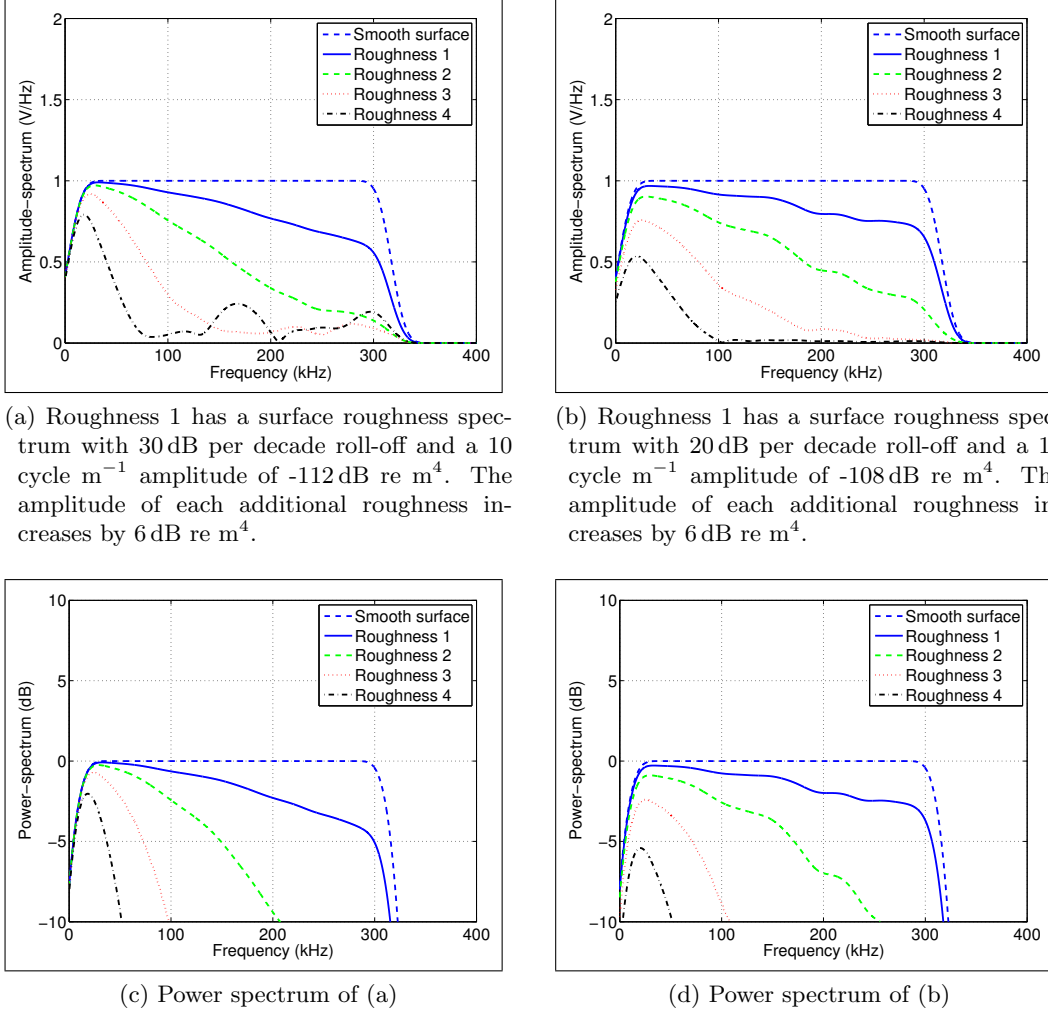 2
1.5
1
0.5
0
0 100 200 300 400
Amplitude−spectrum (V/Hz)
Frequency (kHz)
Smooth surface
Roughness 1
Roughness 2
Roughness 3
Roughness 4
2
1.5
1
0.5
0
0 100 200 300 400
Amplitude−spectrum (V/Hz)
Frequency (kHz)
Smooth surface
Roughness 1
Roughness 2
Roughness 3
Roughness 4
(a) Roughness 1 has a surface roughness spec-
trum with 30 dB per decade roll-off and a 10
cycle m⁻¹ amplitude of -112 dB re m⁴. The
amplitude of each additional roughness in-
creases by 6 dB re m⁴.
(b) Roughness 1 has a surface roughness spec
trum with 20 dB per decade roll-off and a 1
cycle m⁻¹ amplitude of -108 dB re m⁴. Th
amplitude of each additional roughness in
creases by 6 dB re m⁴.
10
5
0
−5
−10
0 100 200 300 400
Power−spectrum (dB)
Frequency (kHz)
Smooth surface
Roughness 1
Roughness 2
Roughness 3
Roughness 4
10
5
0
−5
−10
0 100 200 300 400
Power−spectrum (dB)
Frequency (kHz)
Smooth surface
Roughness 1
Roughness 2
Roughness 3
Roughness 4
(c) Power spectrum of (a)
(d) Power spectrum of (b)